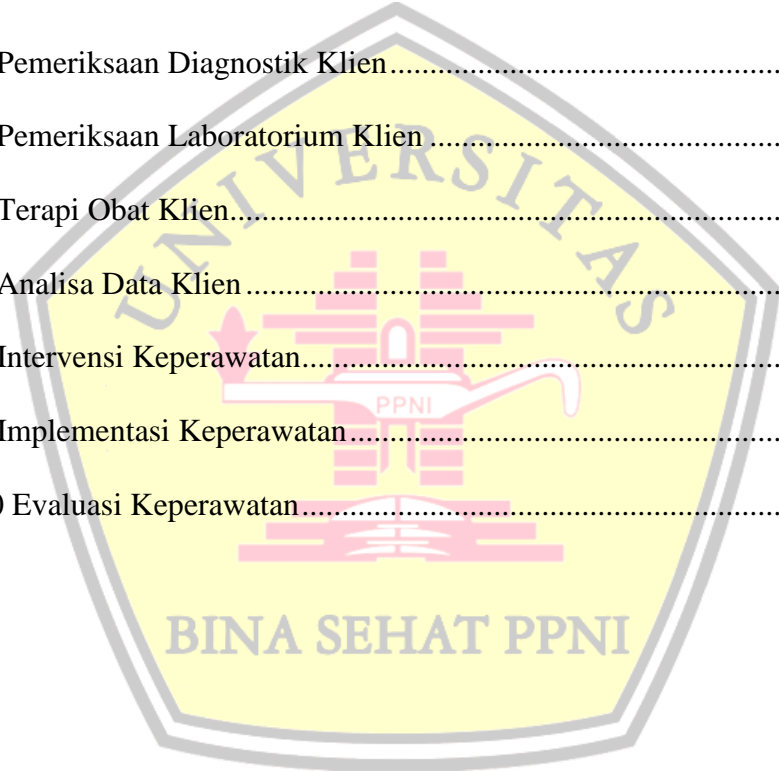 Pemeriksaan Diagnostik Klien
Pemeriksaan Laboratorium Klien
Terapi Obat Klien
Analisa Data Klien
Intervensi Keperawatan
Implementasi Keperawatan
0 Evaluasi Keperawatan
UNIVERSITAS
PPNI
BINA SEHAT PPNI